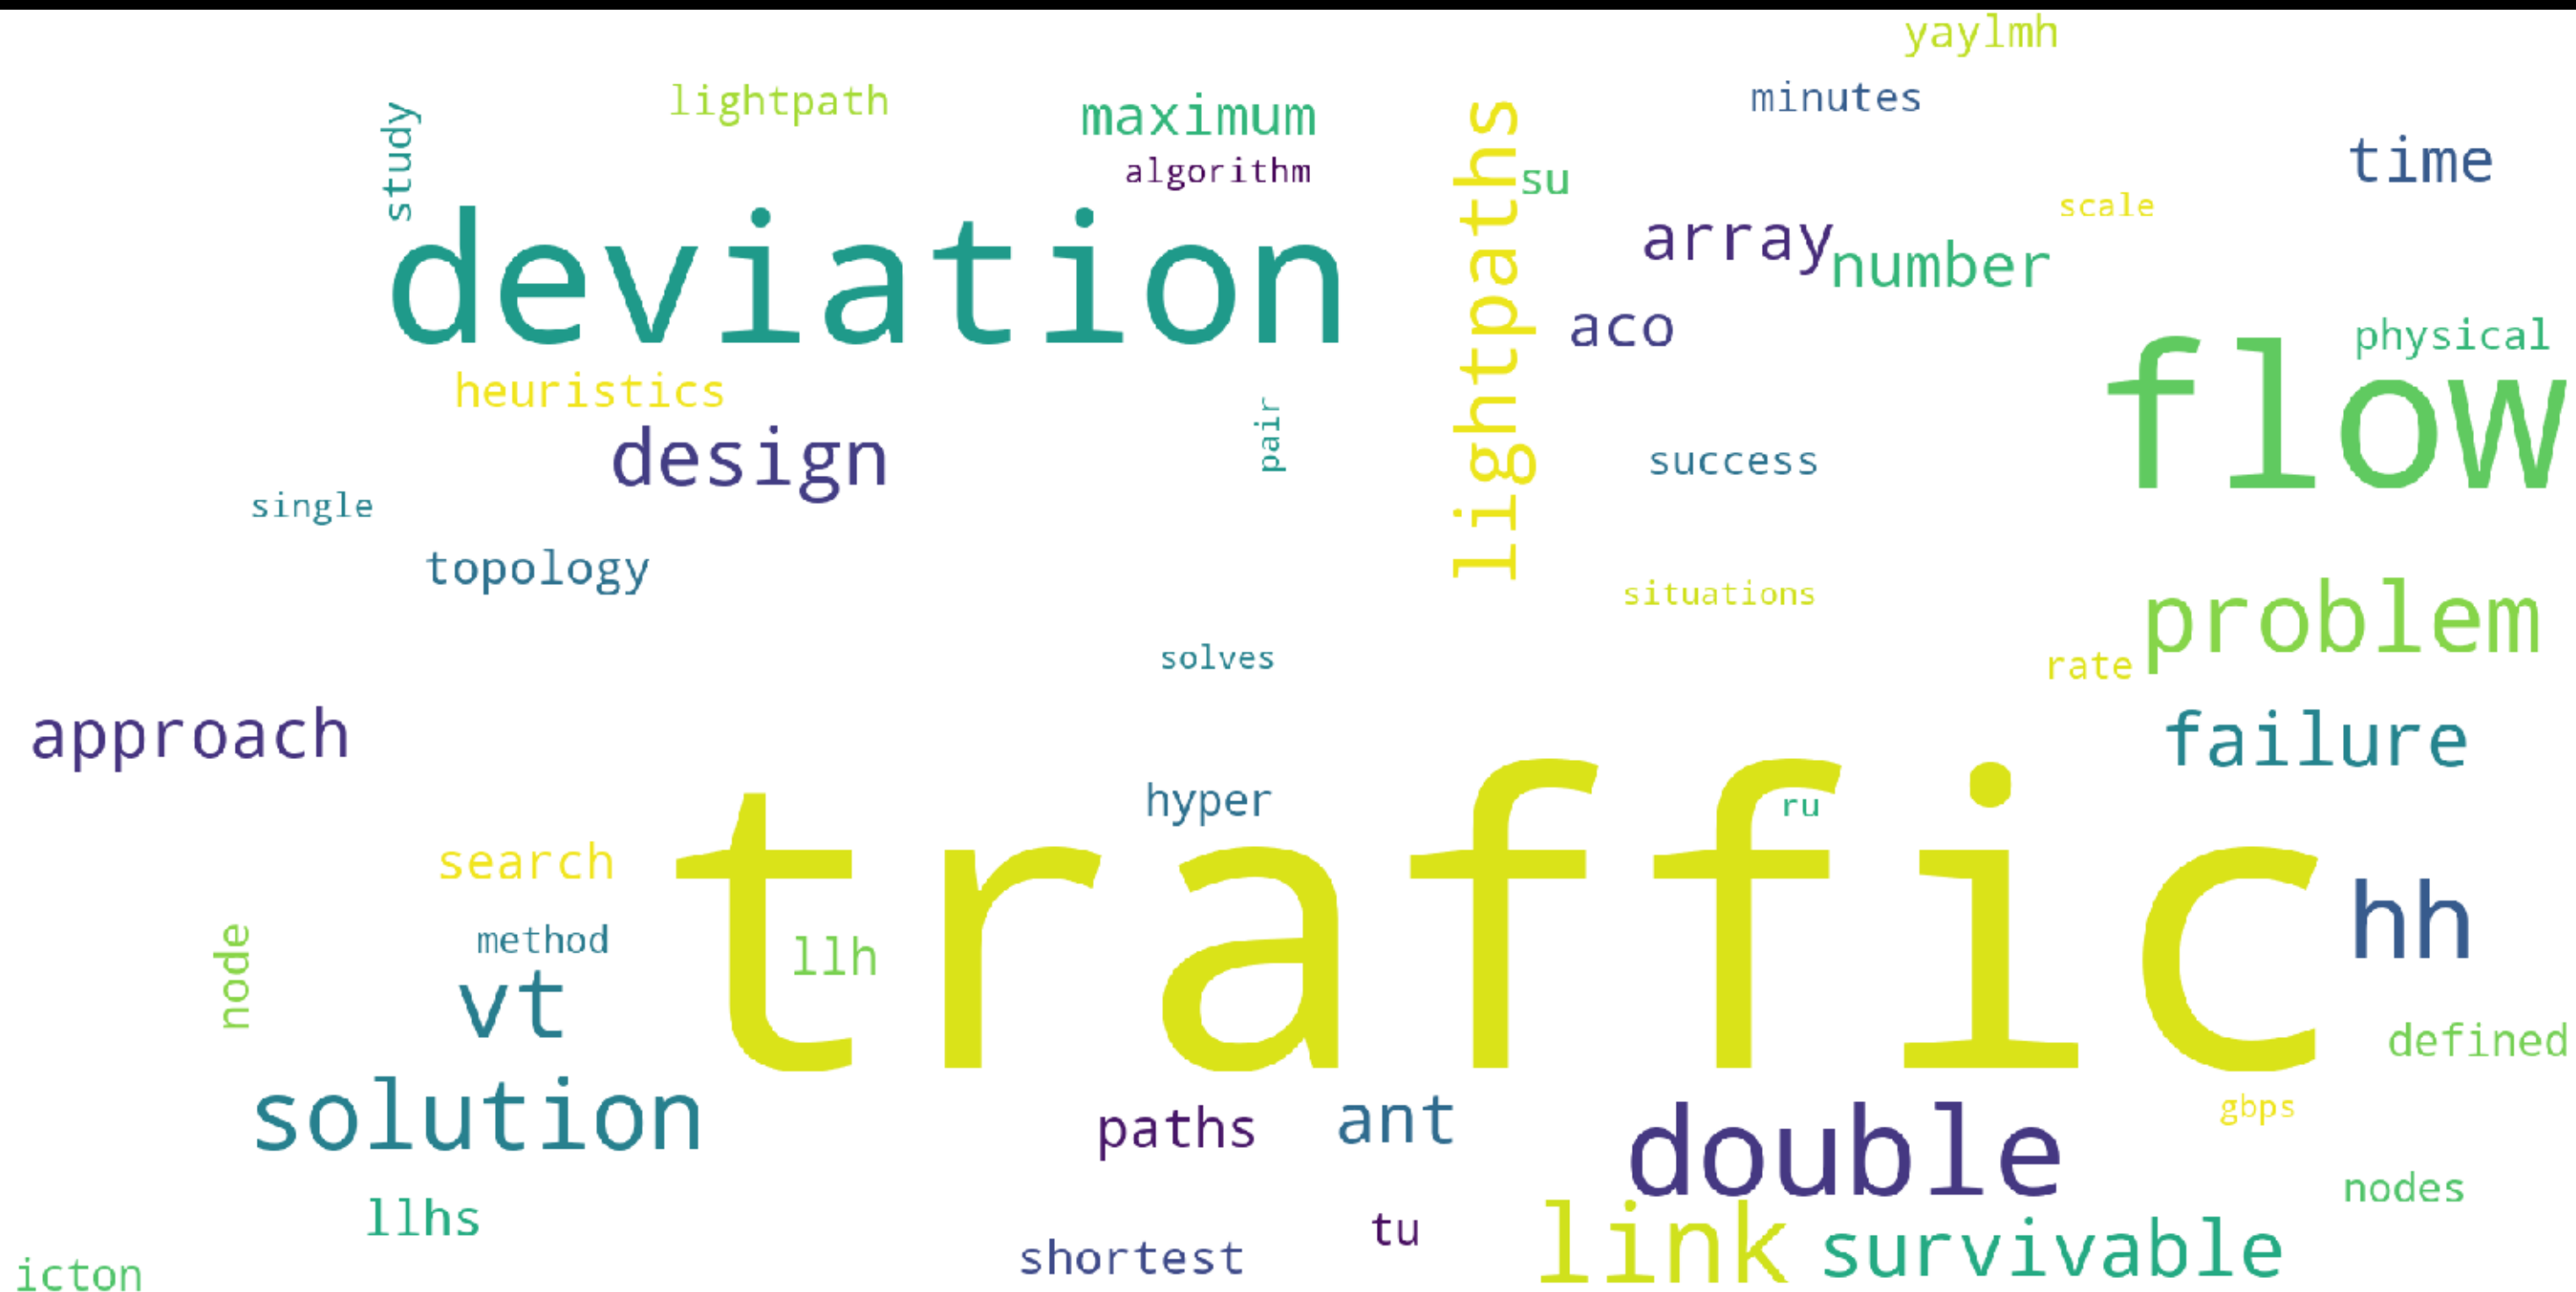 yaylmh
lightpath
maximum
minutes
study
algorithm
lightpaths
su
time
scale
deviation
array
number
aco
physical
heuristics
flow
pair
design
success
single
topology
situations
problem
solves
rate
approach
failure
hyper
ru
search
traffic
hh
node
method
llh
vt
defined
solution
paths
ant
double
gbps
nodes
llhs
tu
link
survivable
shortest
icton